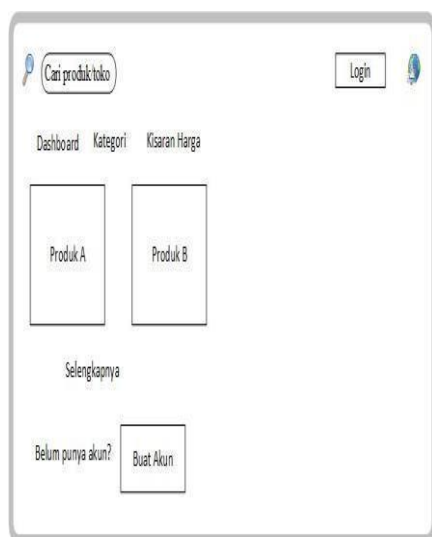 Cari produk/toko
Login
Dashboard Kategori Kisaran Harga
Produk A Produk B
Selengkapnya
Belum punya akun? Buat Akun